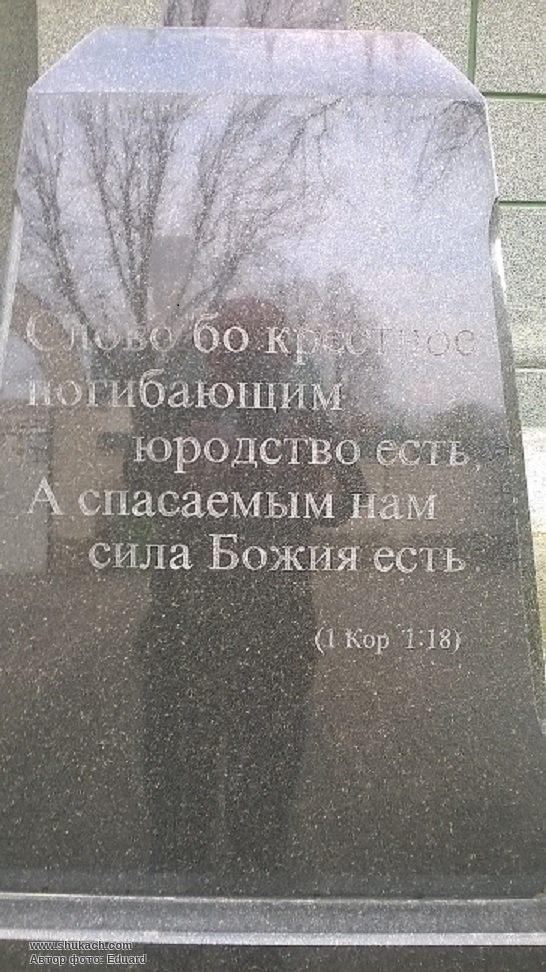 Слово бо крестное
погибающим
юродство есть,
А спасаемым нам
сила Божия есть
(1 Кор 1:18)
www.shukach.com
Автор фото: Eduard